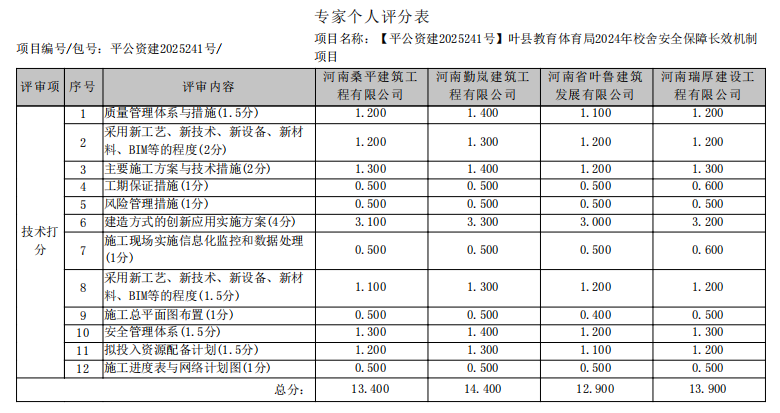 专家个人评分表
项目编号/包号：平公资建2025241号/
项目名称：【平公资建2025241号】叶县教育体育局2024年校舍安全保障长效机制
项目
评审项 序号 评审内容 河南桑平建筑工程有限公司 河南勤岚建筑工程有限公司 河南省叶鲁建筑发展有限公司 河南瑞厚建设工程有限公司
技术打分
1 质量管理体系与措施(1.5分) 1.200 1.400 1.100 1.200
2 采用新工艺、新技术、新设备、新材料、BIM等的程度(2分) 1.200 1.300 1.200 1.200
3 主要施工方案与技术措施(2分) 1.300 1.400 1.200 1.300
4 工期保证措施(1分) 0.500 0.500 0.500 0.600
5 风险管理措施(1分) 0.500 0.500 0.500 0.500
6 建造方式的创新应用实施方案(4分) 3.100 3.300 3.000 3.200
7 施工现场实施信息化监控和数据处理(1分) 0.500 0.500 0.500 0.600
8 采用新工艺、新技术、新设备、新材料、BIM等的程度(1.5分) 1.100 1.300 1.200 1.200
9 施工总平面图布置(1分) 0.500 0.500 0.400 0.500
10 安全管理体系(1.5分) 1.300 1.400 1.200 1.300
11 拟投入资源配备计划(1.5分) 1.200 1.300 1.100 1.200
12 施工进度表与网络计划图(1分) 0.500 0.500 0.500 0.500
总分： 13.400 14.400 12.900 13.900